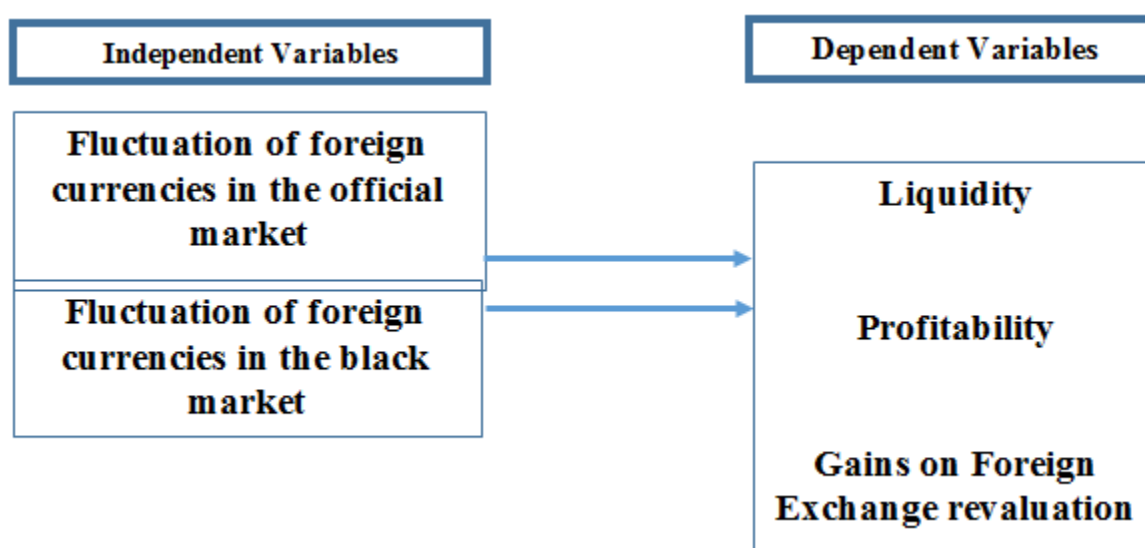 Independent Variables
Dependent Variables
Fluctuation of foreign
currencies in the official
market
Fluctuation of foreign
currencies in the black
market
Liquidity
Profitability
Gains on Foreign
Exchange revaluation